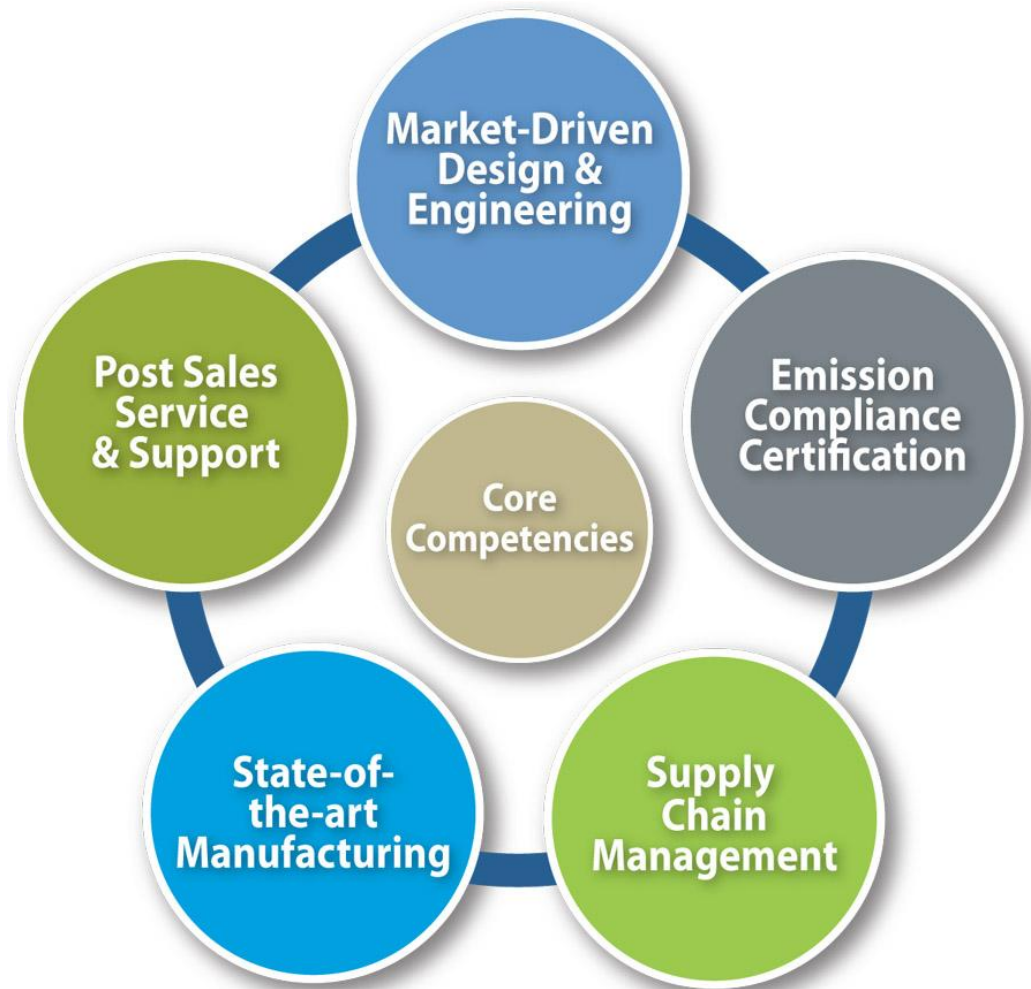 Market-Driven
Design &
Engineering
Emission
Compliance
Certification
Supply
Chain
Management
State-of-
the-art
Manufacturing
Post Sales
Service
& Support
Core
Competencies